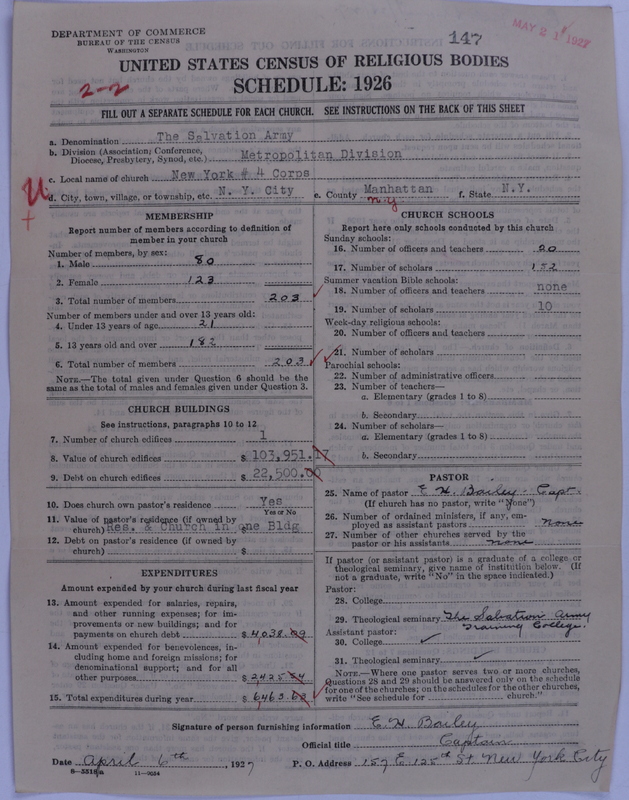 DEPARTMENT OF COMMERCE
BUREAU OF THE CENSUS
WASHINGTON
147
MAY 21 1927
UNITED STATES CENSUS OF RELIGIOUS BODIES
SCHEDULE: 1926
2-2
FILL OUT A SEPARATE SCHEDULE FOR EACH CHURCH. SEE INSTRUCTIONS ON THE BACK OF THIS SHEET
a. Denomination The Salvation Army
b. Division (Association, Conference, Diocese, Presbytery, Synod, etc.) Metropolitan Division
c. Local name of church New York # 4 Corps
d. City, town, village, or township, etc. N. Y. City e. County Manhattan f. State N.Y.
N.Y
MEMBERSHIP
Report number of members according to definition of
member in your church
Number of members, by sex:
1. Male 80
2. Female 123
3. Total number of members 203
Number of members under and over 13 years old:
4. Under 13 years of age 21
5. 13 years old and over 182
6. Total number of members 203
NOTE.—The total given under Question 6 should be the
same as the total of males and females given under Question 3.
CHURCH BUILDINGS
See instructions, paragraphs 10 to 12
7. Number of church edifices 1
8. Value of church edifices $ 103,951.17
9. Debt on church edifices $ 22,500.00
10. Does church own pastor's residence Yes
Yes or No
11. Value of pastor's residence (if owned by
church) Res. & Church in one Bldg
12. Debt on pastor's residence (if owned by
church) $
EXPENDITURES
Amount expended by your church during last fiscal year
13. Amount expended for salaries, repairs,
and other running expenses; for im-
provements or new buildings; and for
payments on church debt $ 4,038.09
14. Amount expended for benevolences, in-
cluding home and foreign missions; for
denominational support; and for all
other purposes $ 2425.54
15. Total expenditures during year $ 6463.63
CHURCH SCHOOLS
Report here only schools conducted by this church
Sunday schools:
16. Number of officers and teachers 20
17. Number of scholars 152
Summer vacation Bible schools:
18. Number of officers and teachers none
19. Number of scholars 10
Week-day religious schools:
20. Number of officers and teachers
21. Number of scholars
Parochial schools:
22. Number of administrative officers
23. Number of teachers—
a. Elementary (grades 1 to 8)
b. Secondary
24. Number of scholars—
a. Elementary (grades 1 to 8)
b. Secondary
PASTOR
25. Name of pastor E. H. Bailey. Capt.
(If church has no pastor, write "None")
26. Number of ordained ministers, if any, em-
ployed as assistant pastors none
27. Number of other churches served by the
pastor or his assistants none
If pastor (or assistant pastor) is a graduate of a college or
theological seminary, give name of institution below. (If
not a graduate, write "No" in the space indicated.)
Pastor:
28. College
29. Theological seminary The Salvation Army
Training College.
Assistant pastor:
30. College
31. Theological seminary
NOTE.—Where one pastor serves two or more churches,
Questions 28 and 29 should be answered only on the schedule
for one of the churches; on the schedules for the other churches,
write "See schedule for church."
Signature of person furnishing information E. H. Bailey
Official title Captain
Date April 6th, 1927 P. O. Address 157 E 125th St. New York City
8-5518a 11-9054